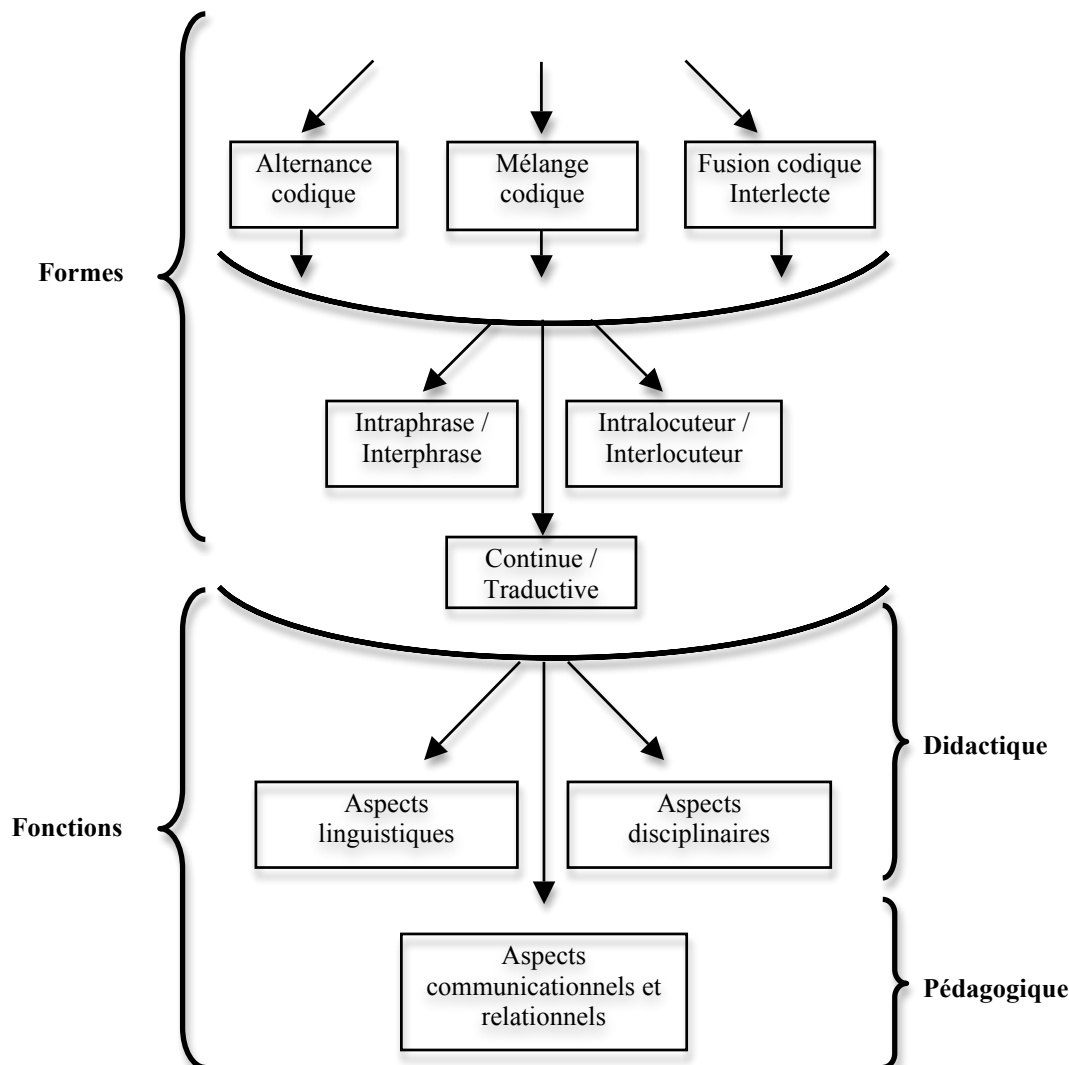 Alternance
codique
Mélange
codique
Fusion codique
Interlecte
Formes
Intraphrase /
Interphrase
Intralocuteur /
Interlocuteur
Continue /
Traductive
Didactique
Aspects
linguistiques
Aspects
disciplinaires
Fonctions
Aspects
communicationnels et
relationnels
Pédagogique